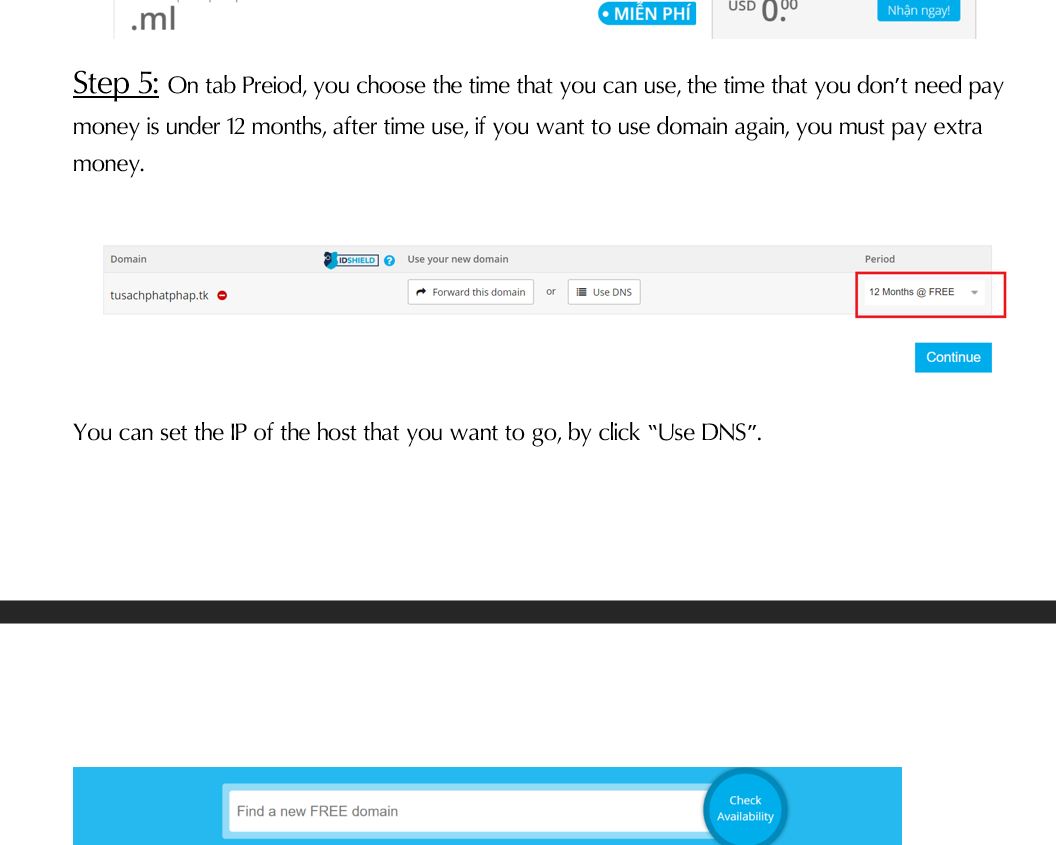 .ml
• MIỄN PHÍ
USD 0.00
Nhận ngay!
Step 5: On tab Preiod, you choose the time that you can use, the time that you don’t need pay
money is under 12 months, after time use, if you want to use domain again, you must pay extra
money.
Domain
IDSHIELD ?
Use your new domain
Period
tusachphatphap.tk
Forward this domain or Use DNS
12 Months @ FREE
Continue
You can set the IP of the host that you want to go, by click “Use DNS”.
Find a new FREE domain
Check
Availability